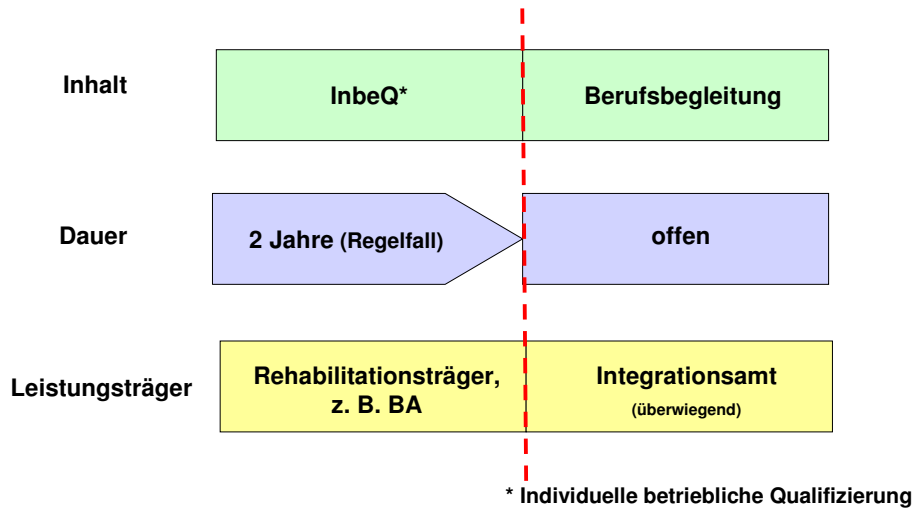 Inhalt
InbeQ*
Berufsbegleitung
Dauer
2 Jahre (Regelfall)
offen
Leistungsträger
Rehabilitationsträger,
z. B. BA
Integrationsamt
(überwiegend)
* Individuelle betriebliche Qualifizierung